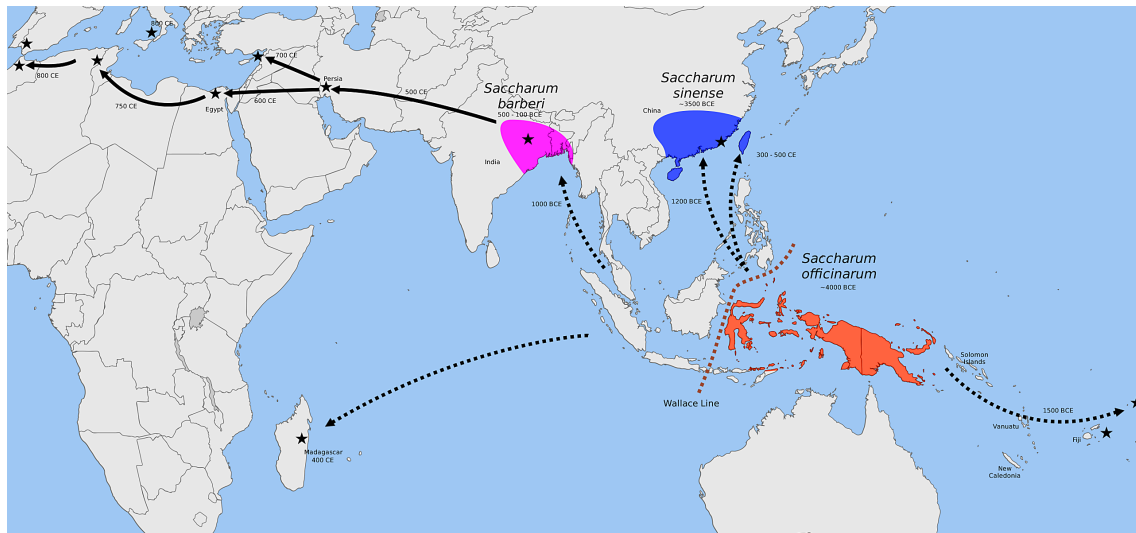 800 CE
700 CE
800 CE
Persia
500 CE
600 CE
750 CE
Egypt
Saccharum
barberi
500 - 100 BCE
India
Saccharum
sinense
~3500 BCE
China
300 - 500 CE
1000 BCE
1200 BCE
Saccharum
officinarum
~4000 BCE
Wallace Line
Solomon
Islands
1500 BCE
Vanuatu
Fiji
New
Caledonia
Madagascar
400 CE